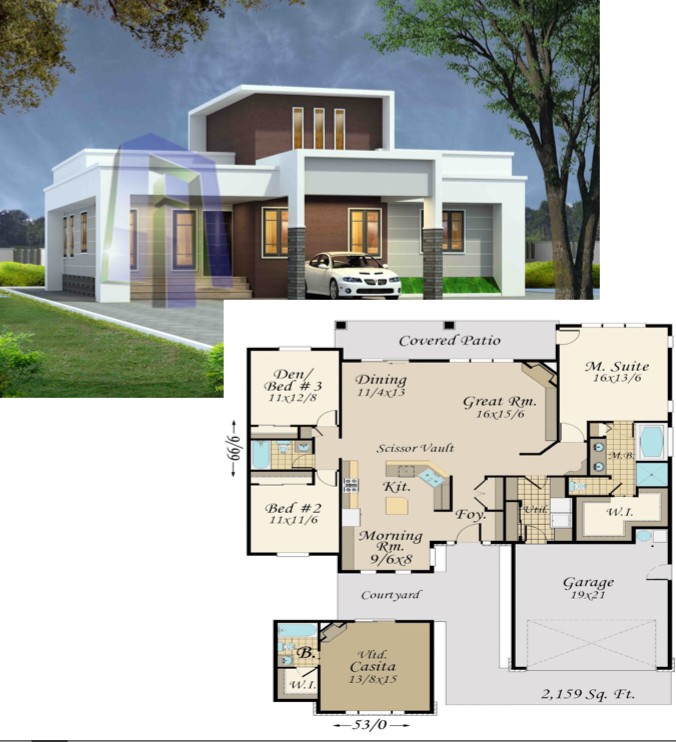 Covered Patio
M. Suite
16x13/6
Den/
Bed # 3
11x12/8
Dining
11/4x13
Great Rm.
16x15/6
66/6
Scissor Vault
M.B.
Kit.
Bed #2
11x11/6
Foy.
Util.
W.I.
Morning
Rm.
9/6x8
Garage
19x21
Courtyard
B.
Vltd.
Casita
13/8x15
W.I.
2,159 Sq. Ft.
53/0